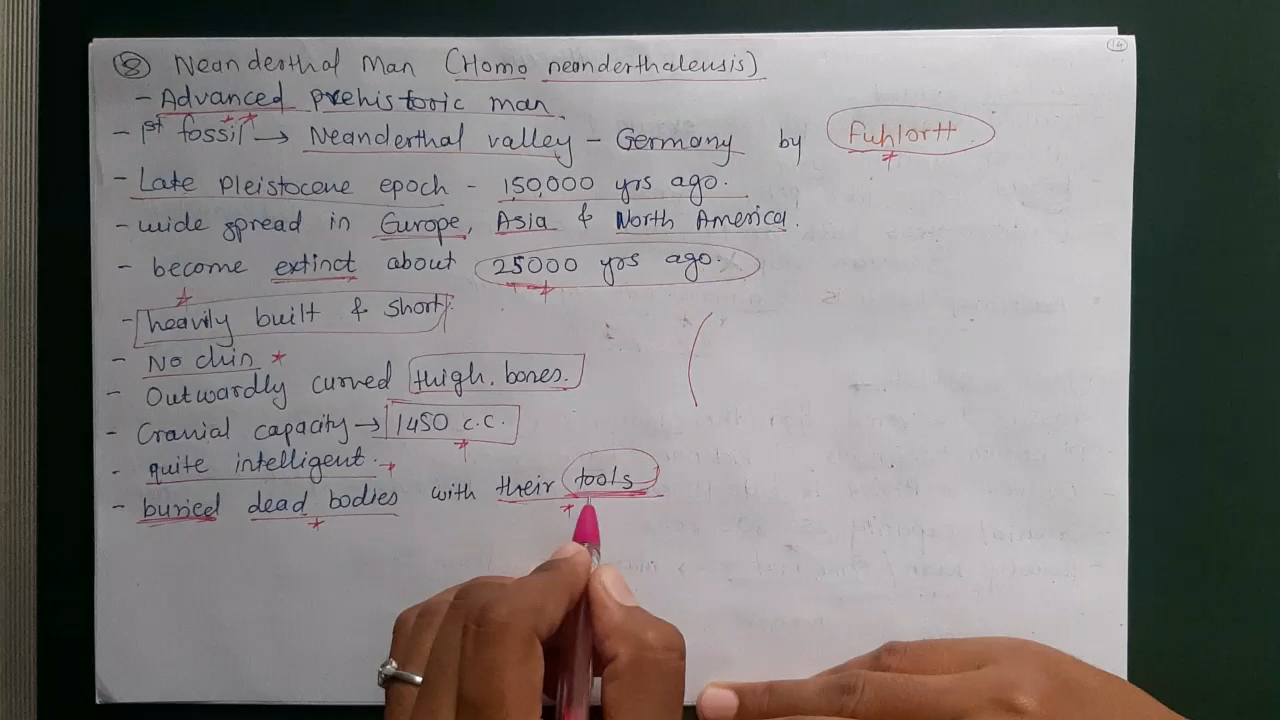 14
⑧ Neanderthal Man (Homo neanderthalensis)
- Advanced prehistoric man
- 1st fossil → Neanderthal valley - Germany by Fuhlortt
- Late Pleistocene epoch - 150,000 yrs ago.
- wide spread in Europe, Asia & North America.
- become extinct about 25000 yrs ago.
- heavily built & short.
- No chin
- Outwardly curved thigh bones.
- Cranial capacity → 1450 c.c.
- quite intelligent.
- buried dead bodies with their tools